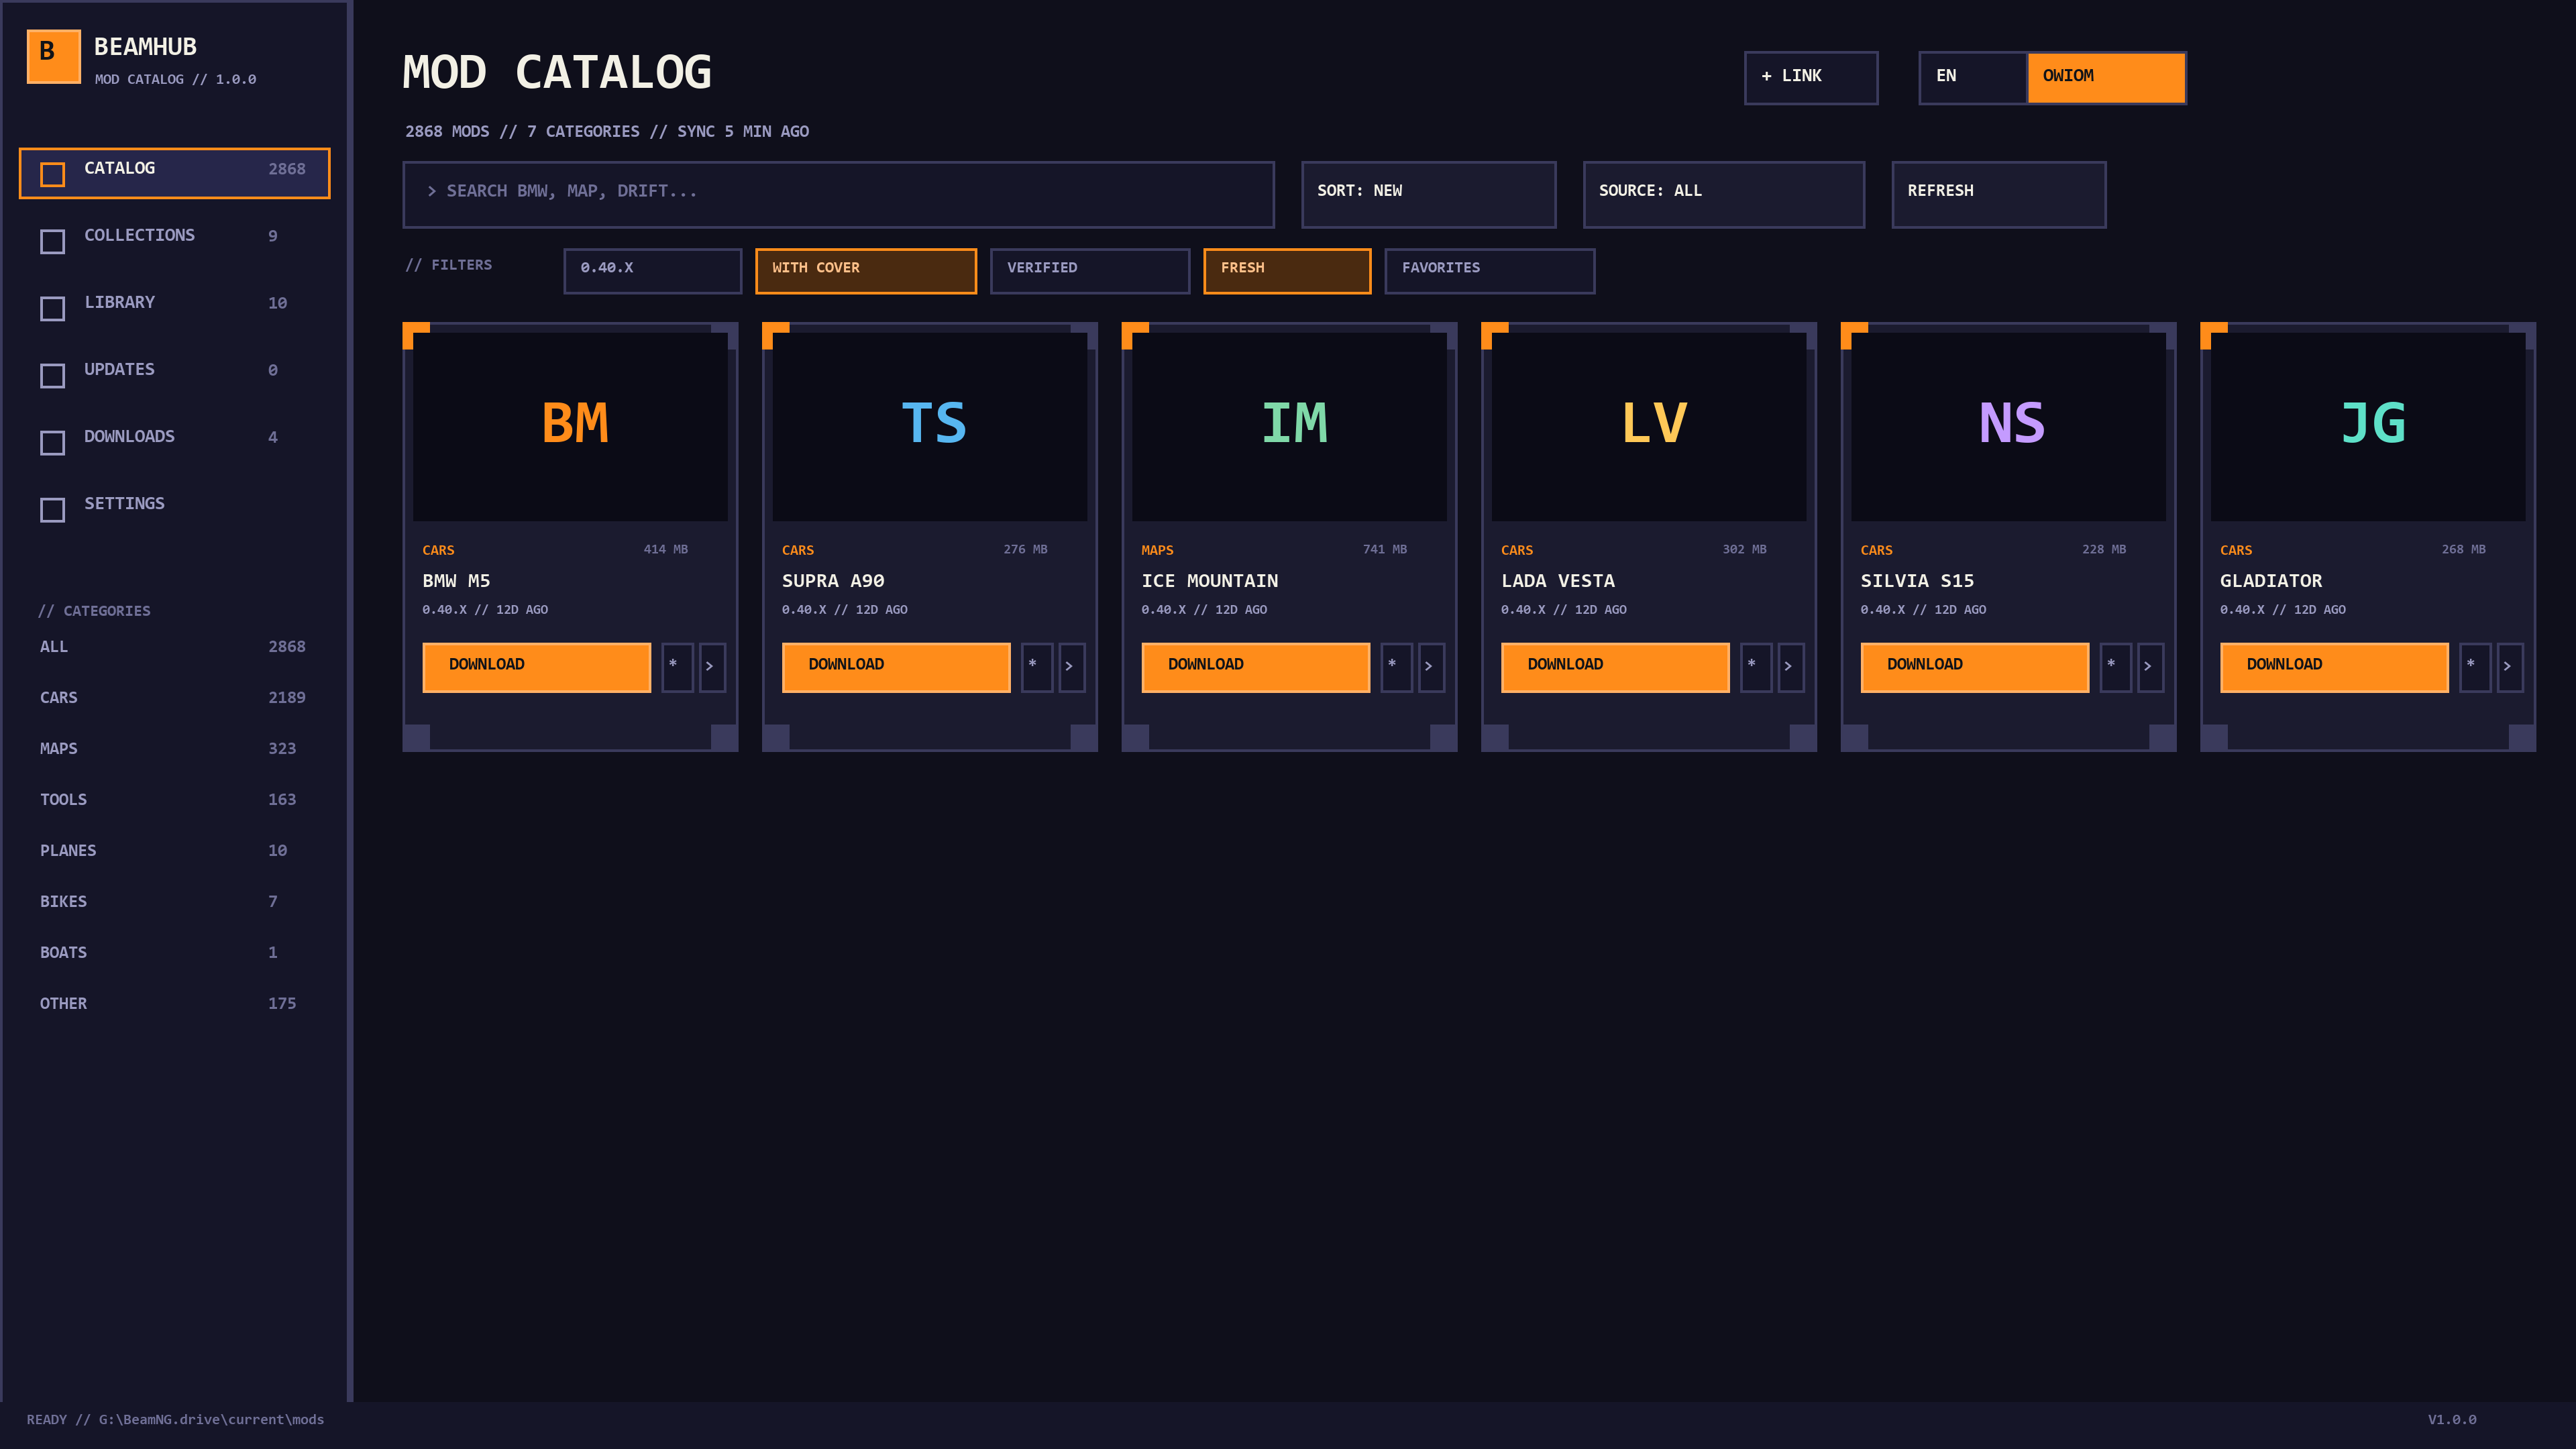 B
BEAMHUB
MOD CATALOG // 1.0.0
CATALOG 2868
COLLECTIONS 9
LIBRARY 10
UPDATES 0
DOWNLOADS 4
SETTINGS
// CATEGORIES
ALL 2868
CARS 2189
MAPS 323
TOOLS 163
PLANES 10
BIKES 7
BOATS 1
OTHER 175
MOD CATALOG
+ LINK
EN
OWIOM
2868 MODS // 7 CATEGORIES // SYNC 5 MIN AGO
> SEARCH BMW, MAP, DRIFT...
SORT: NEW
SOURCE: ALL
REFRESH
// FILTERS
0.40.X
WITH COVER
VERIFIED
FRESH
FAVORITES
BM
CARS 414 MB
BMW M5
0.40.X // 12D AGO
DOWNLOAD * >
TS
CARS 276 MB
SUPRA A90
0.40.X // 12D AGO
DOWNLOAD * >
IM
MAPS 741 MB
ICE MOUNTAIN
0.40.X // 12D AGO
DOWNLOAD * >
LV
CARS 302 MB
LADA VESTA
0.40.X // 12D AGO
DOWNLOAD * >
NS
CARS 228 MB
SILVIA S15
0.40.X // 12D AGO
DOWNLOAD * >
JG
CARS 268 MB
GLADIATOR
0.40.X // 12D AGO
DOWNLOAD * >
READY // G:\BeamNG.drive\current\mods
V1.0.0